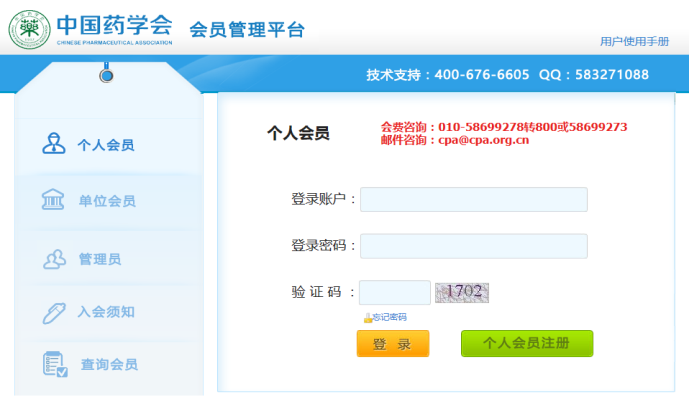 中国药学会 会员管理平台
CHINESE PHARMACEUTICAL ASSOCIATION
用户使用手册
技术支持：400-676-6605 QQ：583271088
个人会员
单位会员
管理员
入会须知
查询会员
个人会员
会费咨询：010-58699278转800或58699273
邮件咨询：cpa@cpa.org.cn
登录账户：
登录密码：
验证码：
1702
忘记密码
登 录
个人会员注册